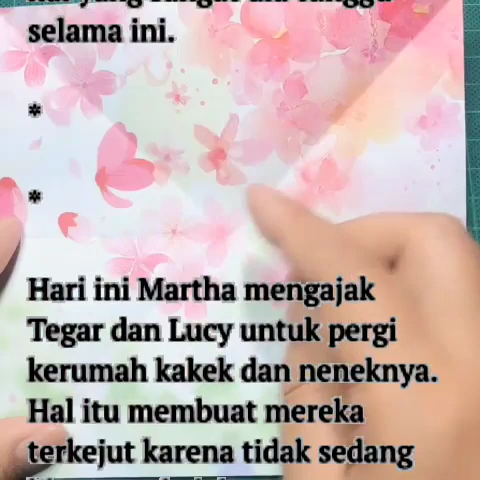 selama ini.
*
*
Hari ini Martha mengajak
Tegar dan Lucy untuk pergi
kerumah kakek dan neneknya.
Hal itu membuat mereka
terkejut karena tidak sedang